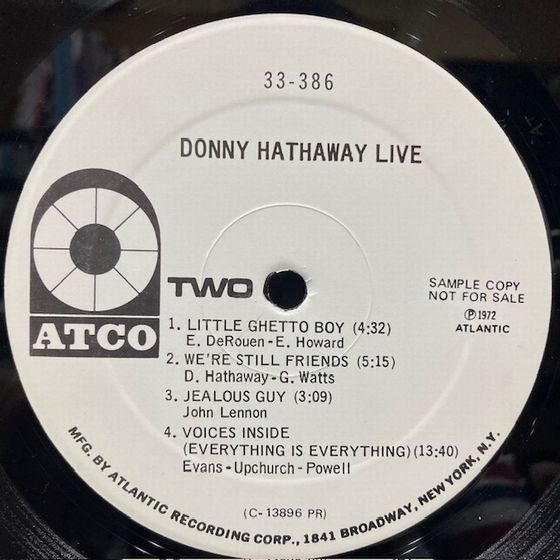 33-386
DONNY HATHAWAY LIVE
ATCO
TWO
SAMPLE COPY
NOT FOR SALE
Ⓟ1972
ATLANTIC
1. LITTLE GHETTO BOY (4:32)
E. DeRouen-E. Howard
2. WE'RE STILL FRIENDS (5:15)
D. Hathaway-G. Watts
3. JEALOUS GUY (3:09)
John Lennon
4. VOICES INSIDE
(EVERYTHING IS EVERYTHING)(13:40)
Evans-Upchurch-Powell
(C-13896 PR)
MFG. BY ATLANTIC RECORDING CORP., 1841 BROADWAY, NEW YORK, N.Y.